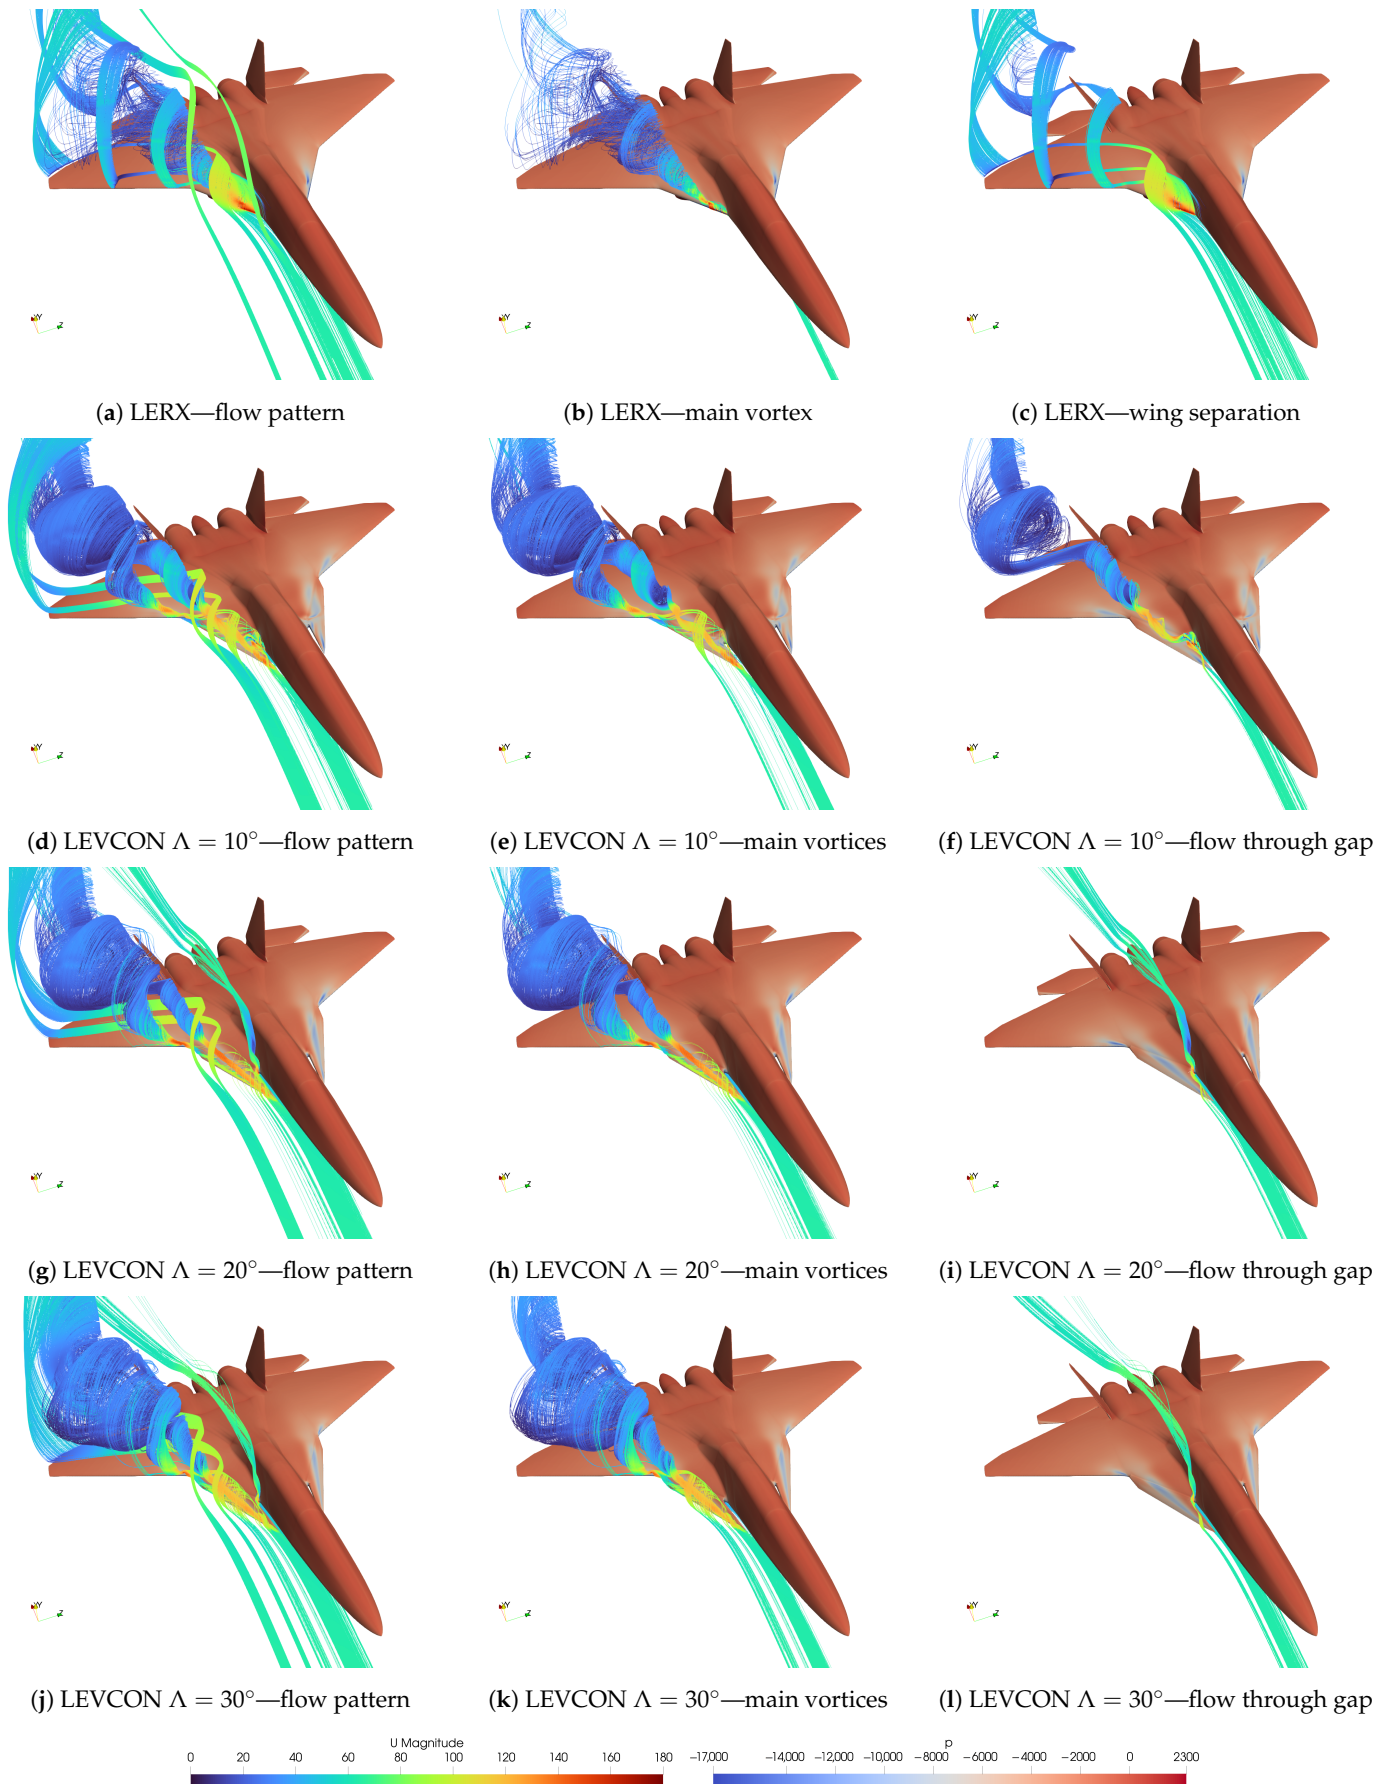 (a) LERX—flow pattern
(b) LERX—main vortex
(c) LERX—wing separation
(d) LEVCON Λ = 10°—flow pattern
(e) LEVCON Λ = 10°—main vortices
(f) LEVCON Λ = 10°—flow through gap
(g) LEVCON Λ = 20°—flow pattern
(h) LEVCON Λ = 20°—main vortices
(i) LEVCON Λ = 20°—flow through gap
(j) LEVCON Λ = 30°—flow pattern
(k) LEVCON Λ = 30°—main vortices
(l) LEVCON Λ = 30°—flow through gap
U Magnitude
0 20 40 60 80 100 120 140 160 180
p
−17,000 −14,000 −12,000 −10,000 −8000 −6000 −4000 −2000 0 2300